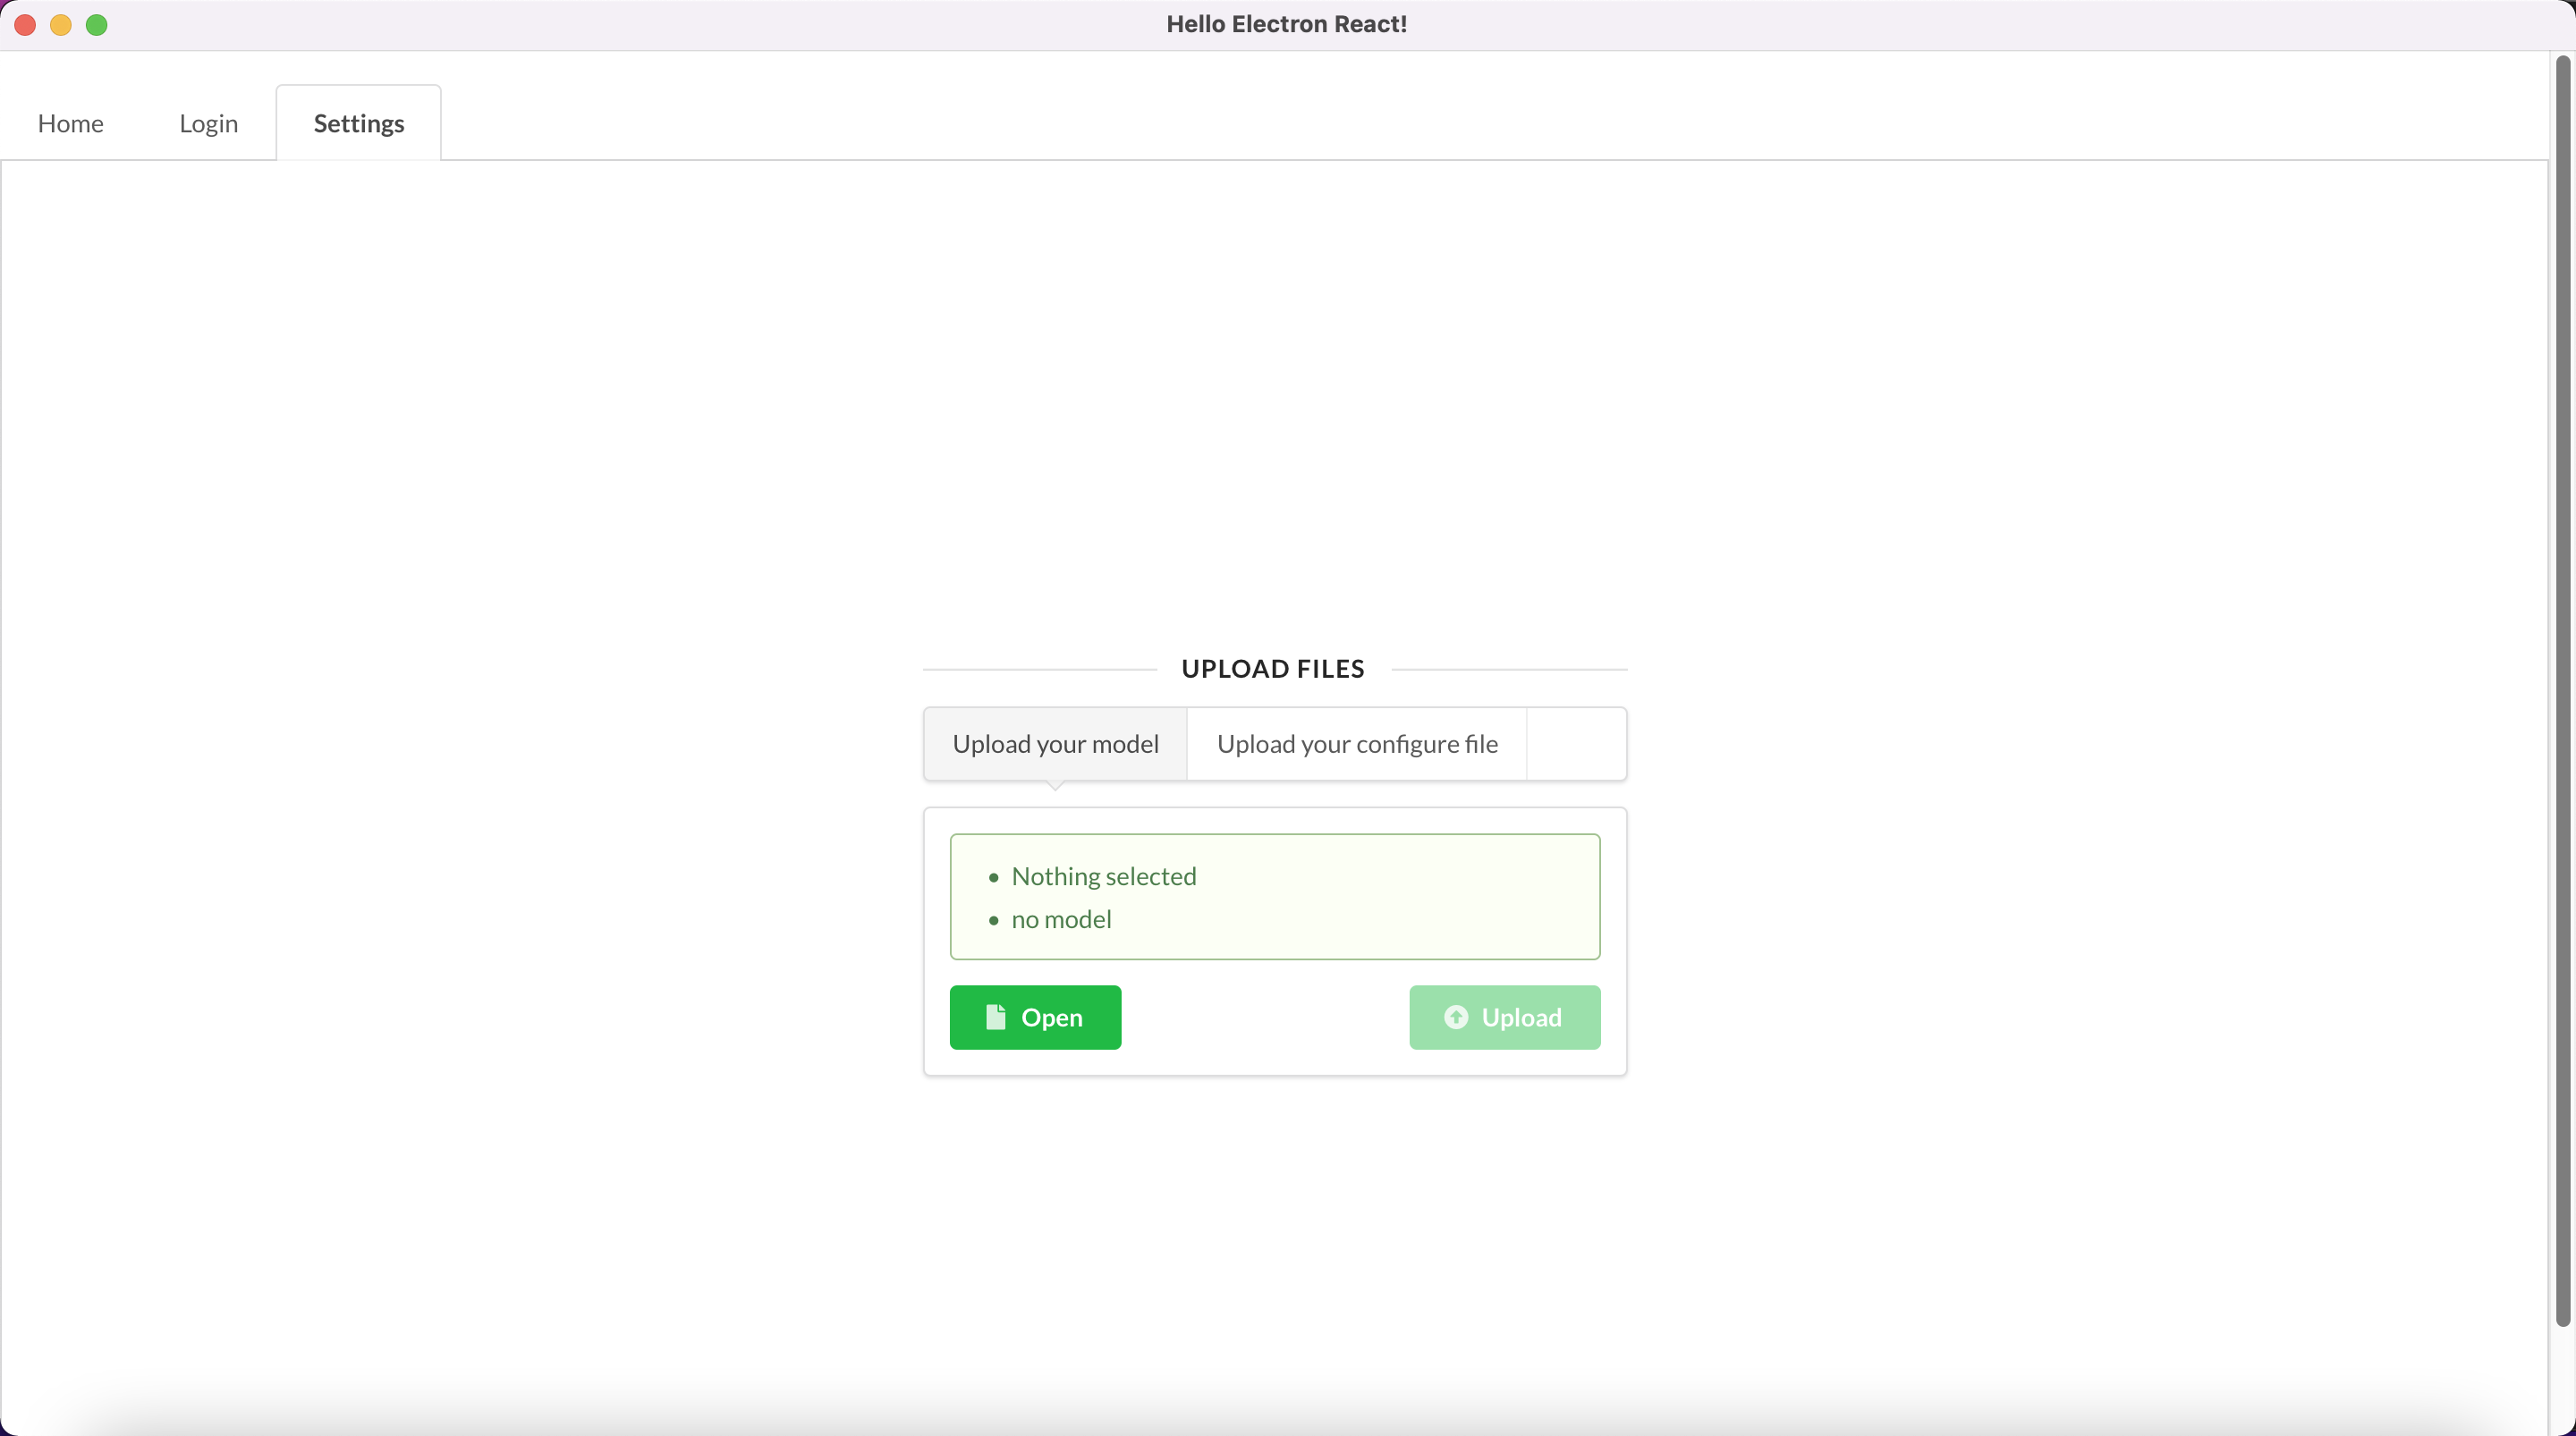 Hello Electron React!
Home Login Settings
UPLOAD FILES
Upload your model Upload your configure file
• Nothing selected
• no model
Open Upload